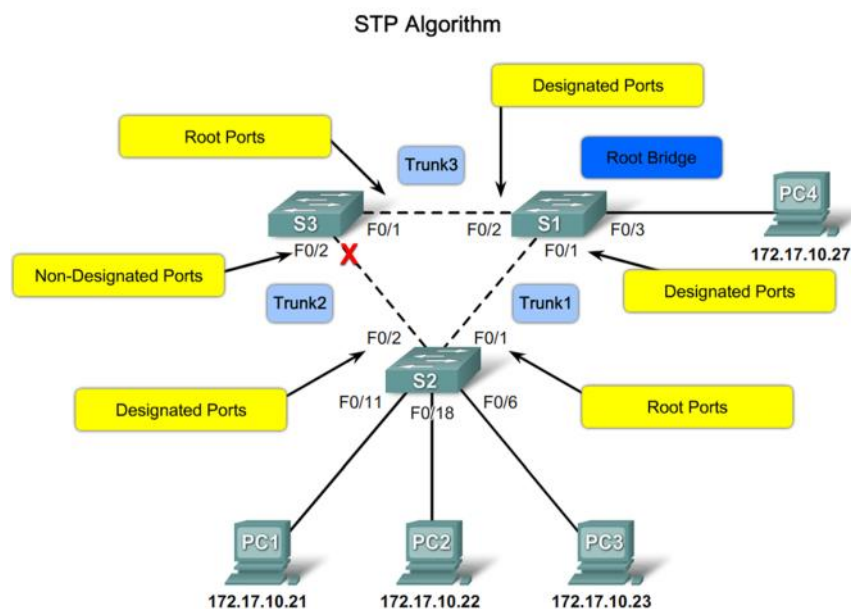 STP Algorithm
Designated Ports
Root Ports
Trunk3
Root Bridge
PC4
S3
F0/1
F0/2
S1
F0/3
F0/2
F0/1
172.17.10.27
Non-Designated Ports
Trunk2
Trunk1
Designated Ports
F0/2
F0/1
S2
Designated Ports
F0/11
F0/18
F0/6
Root Ports
PC1
PC2
PC3
172.17.10.21
172.17.10.22
172.17.10.23